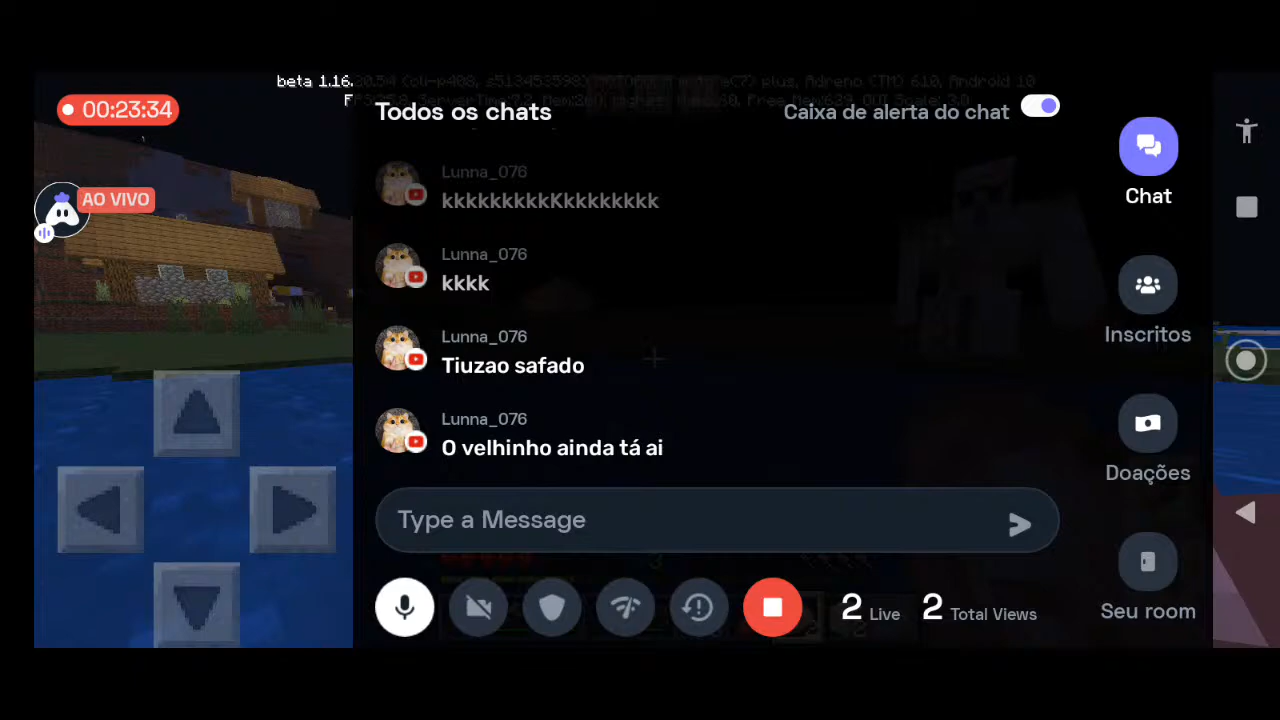 beta 1.16.
00:23:34
Todos os chats
Caixa de alerta do chat
AO VIVO
Chat
Lunna_076
kkkkkkkkkKkkkkkkkk
Lunna_076
kkkk
Inscritos
Lunna_076
Tiuzao safado
Lunna_076
O velhinho ainda tá ai
Doações
Type a Message
2 Live 2 Total Views
Seu room